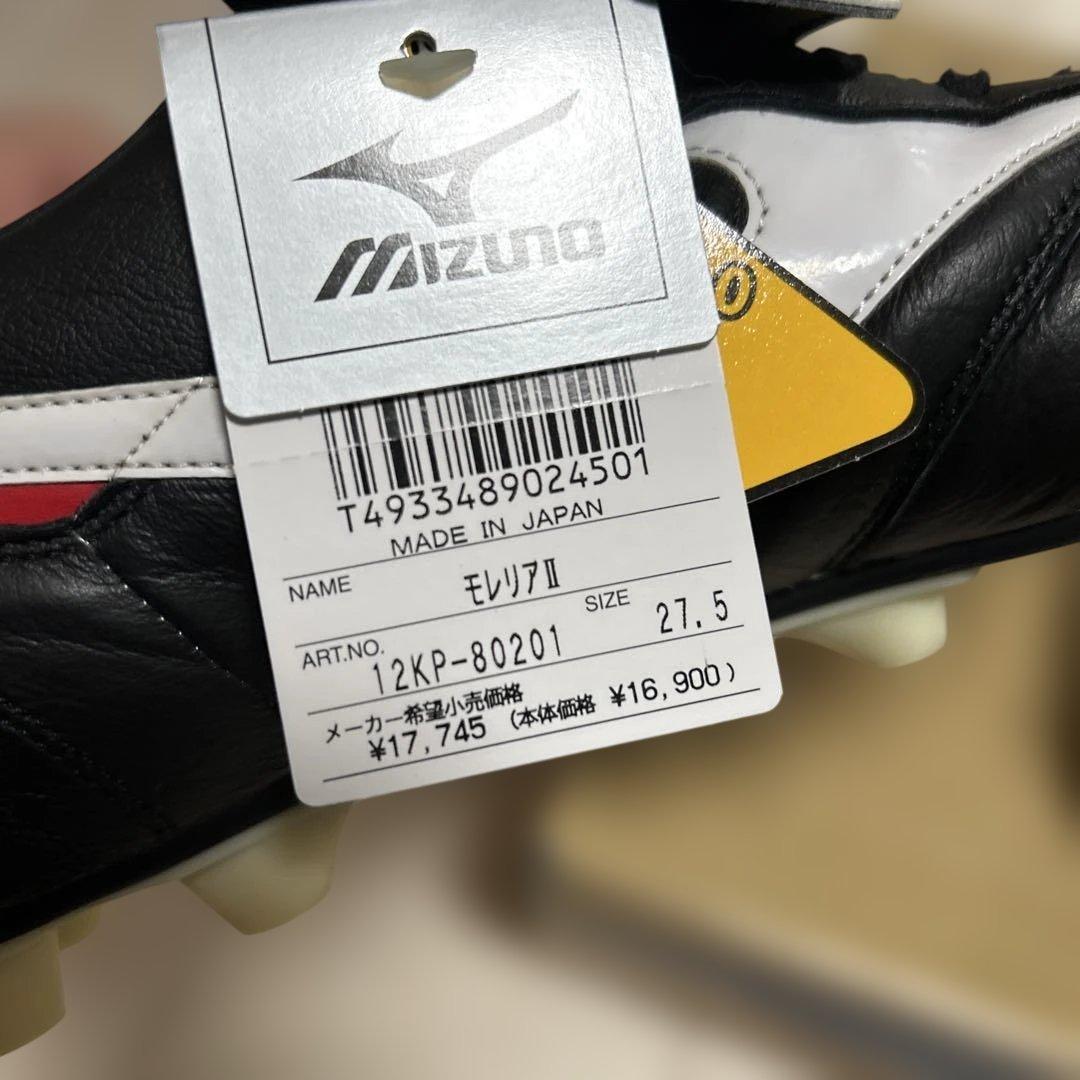 MIZUNO
O
T4933489024501
MADE IN JAPAN
NAME モレリアⅡ
ART.NO. 12KP-80201 SIZE 27.5
メーカー希望小売価格
¥17,745 (本体価格 ¥16,900)